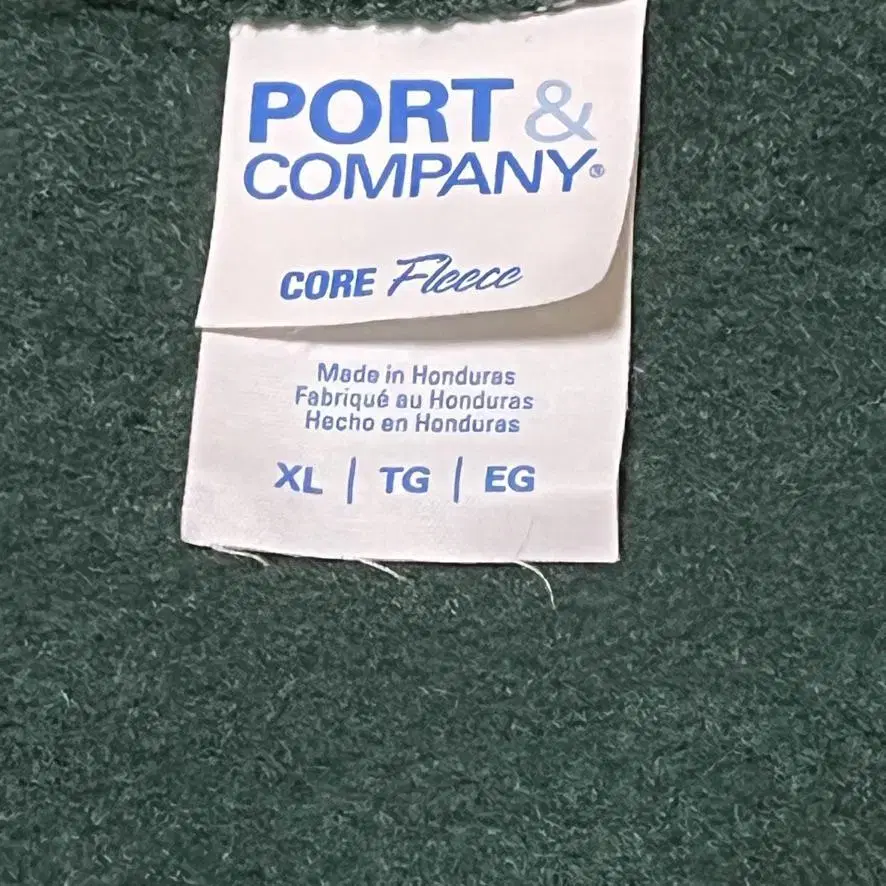 PORT &
COMPANY®
CORE Fleece
Made in Honduras
Fabriqué au Honduras
Hecho en Honduras
XL | TG | EG